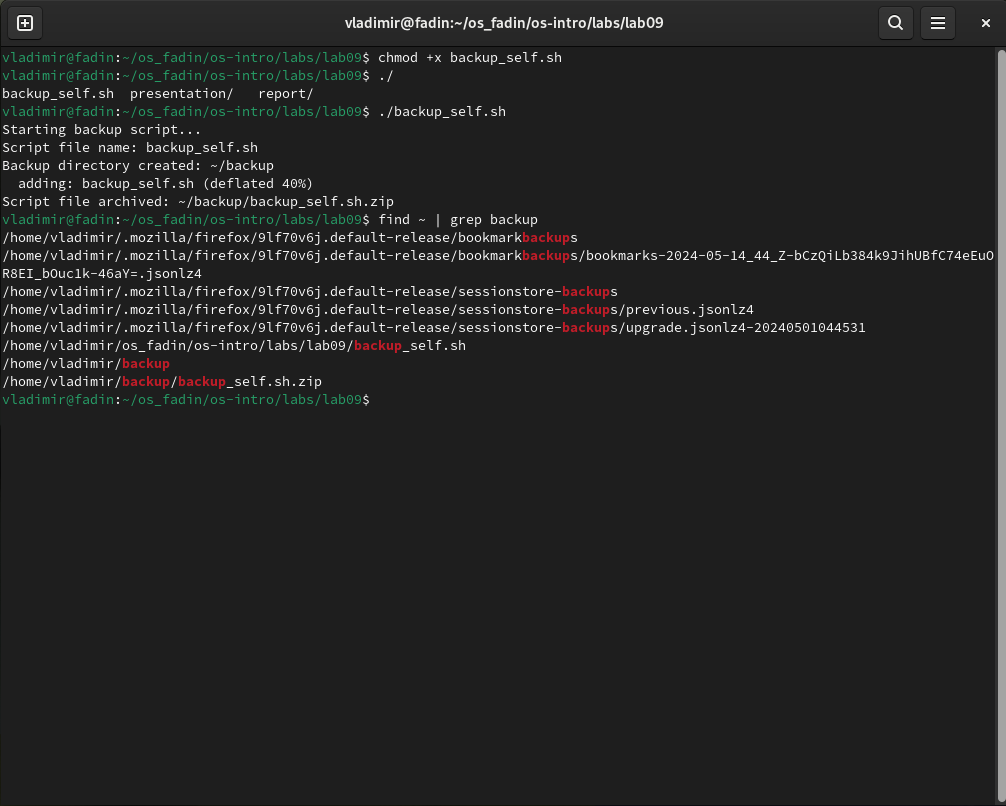 vladimir@fadin:~/os_fadin/os-intro/labs/lab09
vladimir@fadin:~/os_fadin/os-intro/labs/lab09$ chmod +x backup_self.sh
vladimir@fadin:~/os_fadin/os-intro/labs/lab09$ ./
backup_self.sh  presentation/   report/
vladimir@fadin:~/os_fadin/os-intro/labs/lab09$ ./backup_self.sh
Starting backup script...
Script file name: backup_self.sh
Backup directory created: ~/backup
  adding: backup_self.sh (deflated 40%)
Script file archived: ~/backup/backup_self.sh.zip
vladimir@fadin:~/os_fadin/os-intro/labs/lab09$ find ~ | grep backup
/home/vladimir/.mozilla/firefox/9lf70v6j.default-release/bookmarkbackups
/home/vladimir/.mozilla/firefox/9lf70v6j.default-release/bookmarkbackups/bookmarks-2024-05-14_44_Z-bCzQiLb384k9JihUBfC74eEuO
R8EI_bOuc1k-46aY=.jsonlz4
/home/vladimir/.mozilla/firefox/9lf70v6j.default-release/sessionstore-backups
/home/vladimir/.mozilla/firefox/9lf70v6j.default-release/sessionstore-backups/previous.jsonlz4
/home/vladimir/.mozilla/firefox/9lf70v6j.default-release/sessionstore-backups/upgrade.jsonlz4-20240501044531
/home/vladimir/os_fadin/os-intro/labs/lab09/backup_self.sh
/home/vladimir/backup
/home/vladimir/backup/backup_self.sh.zip
vladimir@fadin:~/os_fadin/os-intro/labs/lab09$